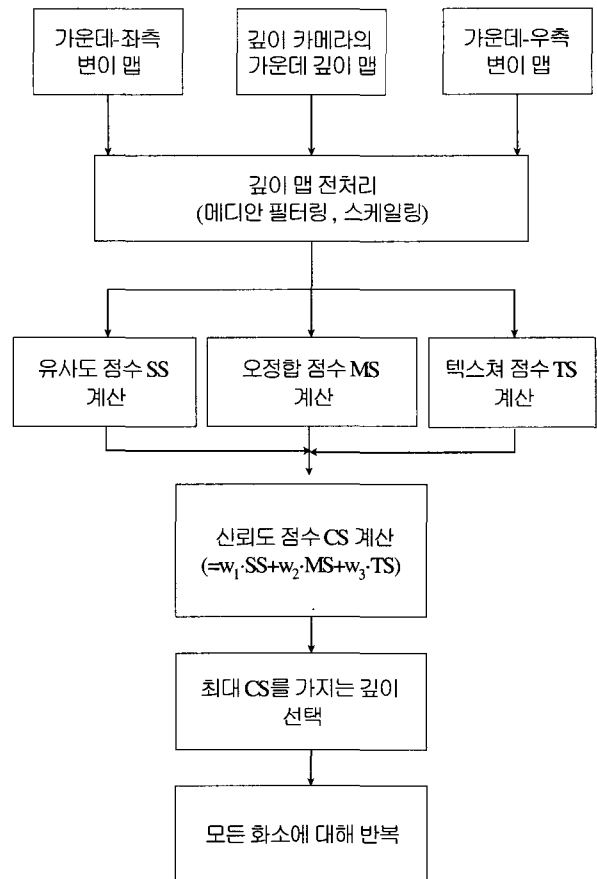 가운데-좌측
변이 맵
깊이 카메라의
가운데 깊이 맵
가운데-우측
변이 맵
깊이 맵 전처리
(메디안 필터링, 스케일링)
유사도 점수 SS
계산
오정합 점수 MS
계산
텍스쳐 점수 TS
계산
신뢰도 점수 CS 계산
(=w₁·SS+w₂·MS+w₃·TS)
최대 CS를 가지는 깊이
선택
모든 화소에 대해 반복